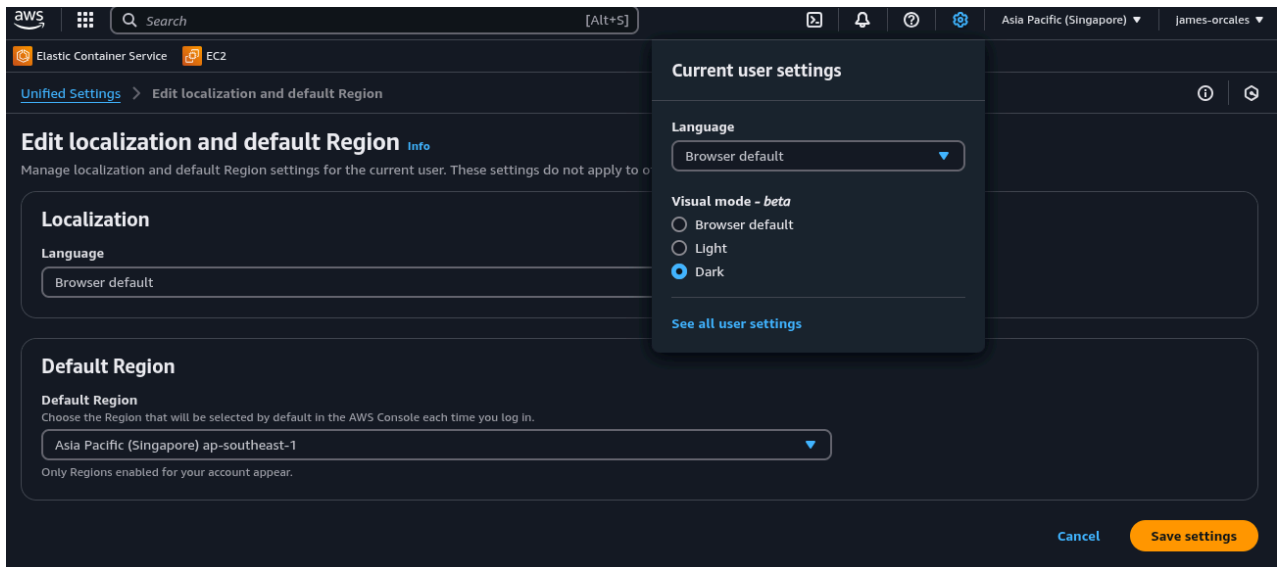 aws
Search [Alt+S]
Asia Pacific (Singapore) ▼
james-orcales ▼
Elastic Container Service
EC2
Unified Settings > Edit localization and default Region
Edit localization and default Region Info
Manage localization and default Region settings for the current user. These settings do not apply to o
Localization
Language
Browser default
Current user settings
Language
Browser default
Visual mode - beta
Browser default
Light
Dark
See all user settings
Default Region
Default Region
Choose the Region that will be selected by default in the AWS Console each time you log in.
Asia Pacific (Singapore) ap-southeast-1
Only Regions enabled for your account appear.
Cancel
Save settings